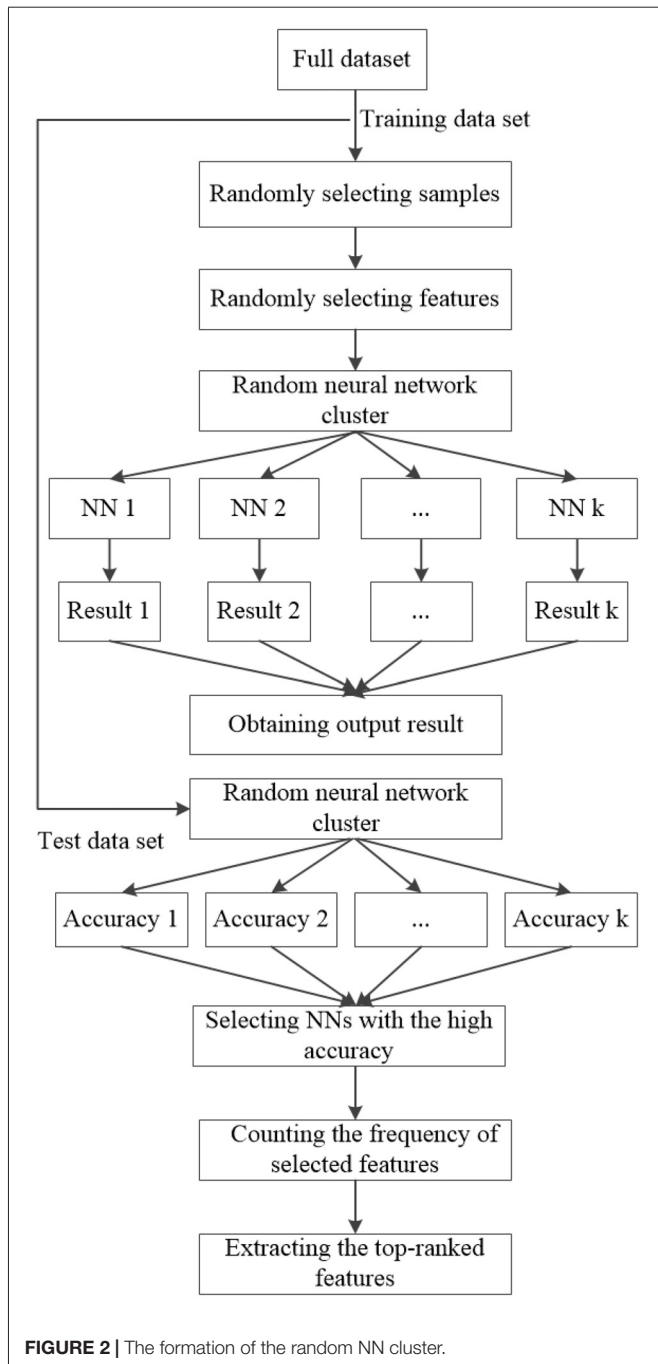 Full dataset
Training data set
Randomly selecting samples
Randomly selecting features
Random neural network
cluster
NN 1
NN 2
...
NN k
Result 1
Result 2
...
Result k
Obtaining output result
Random neural network
cluster
Test data set
Accuracy 1
Accuracy 2
...
Accuracy k
Selecting NNs with the high
accuracy
Counting the frequency of
selected features
Extracting the top-ranked
features
FIGURE 2 | The formation of the random NN cluster.